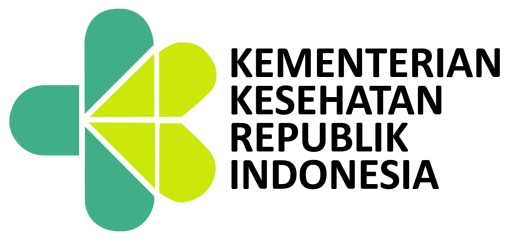 KEMENTERIAN
KESEHATAN
REPUBLIK
INDONESIA